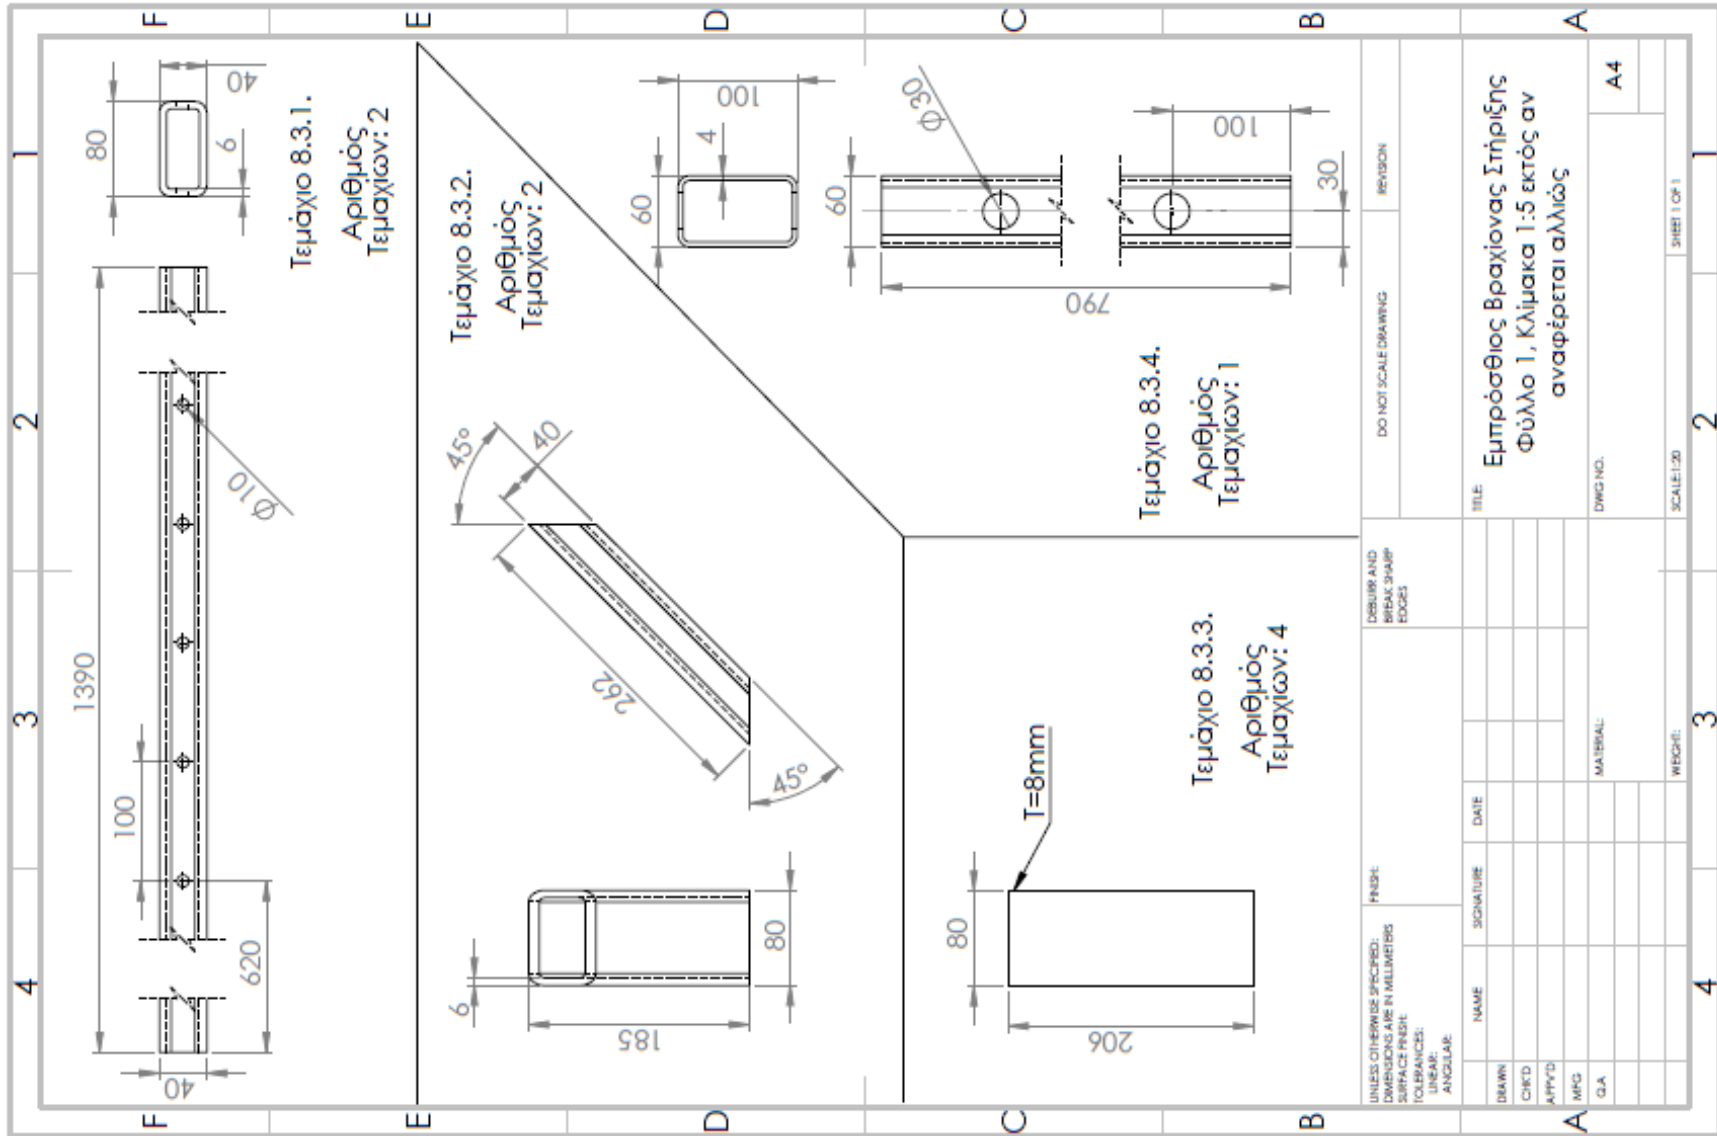 F
E
D
C
B
A
1
2
3
4
80
40
6
1390
100
620
40
Ø10
Τεμάχιο 8.3.1.
Αριθμός
Τεμαχίων: 2
Τεμάχιο 8.3.2.
Αριθμός
Τεμαχίων: 2
45°
40
262
45°
6
185
80
60
4
100
Ø30
60
790
100
30
Τεμάχιο 8.3.4.
Αριθμός
Τεμαχίων: 1
T=8mm
80
206
Τεμάχιο 8.3.3.
Αριθμός
Τεμαχίων: 4
UNLESS OTHERWISE SPECIFIED:
DIMENSIONS ARE IN MILLIMETERS
SURFACE FINISH:
TOLERANCES:
LINEAR:
ANGULAR:
FINISH:
DEBURR AND
BREAK SHARP
EDGES
DO NOT SCALE DRAWING
REVISION
NAME
SIGNATURE
DATE
DRAWN
CHK'D
APPV'D
MFG
Q.A
MATERIAL:
WEIGHT:
TITLE:
Εμπρόσθιος Βραχίονας Στήριξης
Φύλλο 1, Κλίμακα 1:5 εκτός αν
αναφέρεται αλλιώς
DWG NO.
A4
SCALE:1:20
SHEET 1 OF 1
F
E
D
C
B
A
1
2
3
4